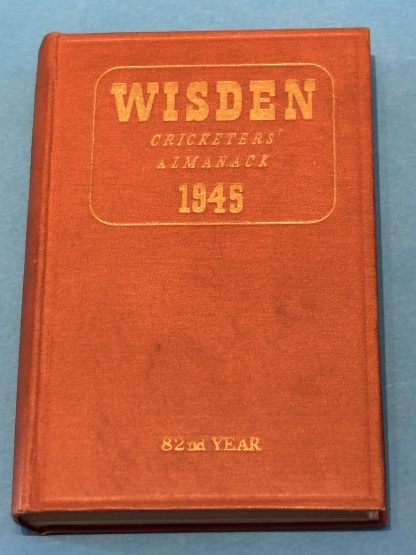 WISDEN
CRICKETERS'
ALMANACK
1945
82nd YEAR